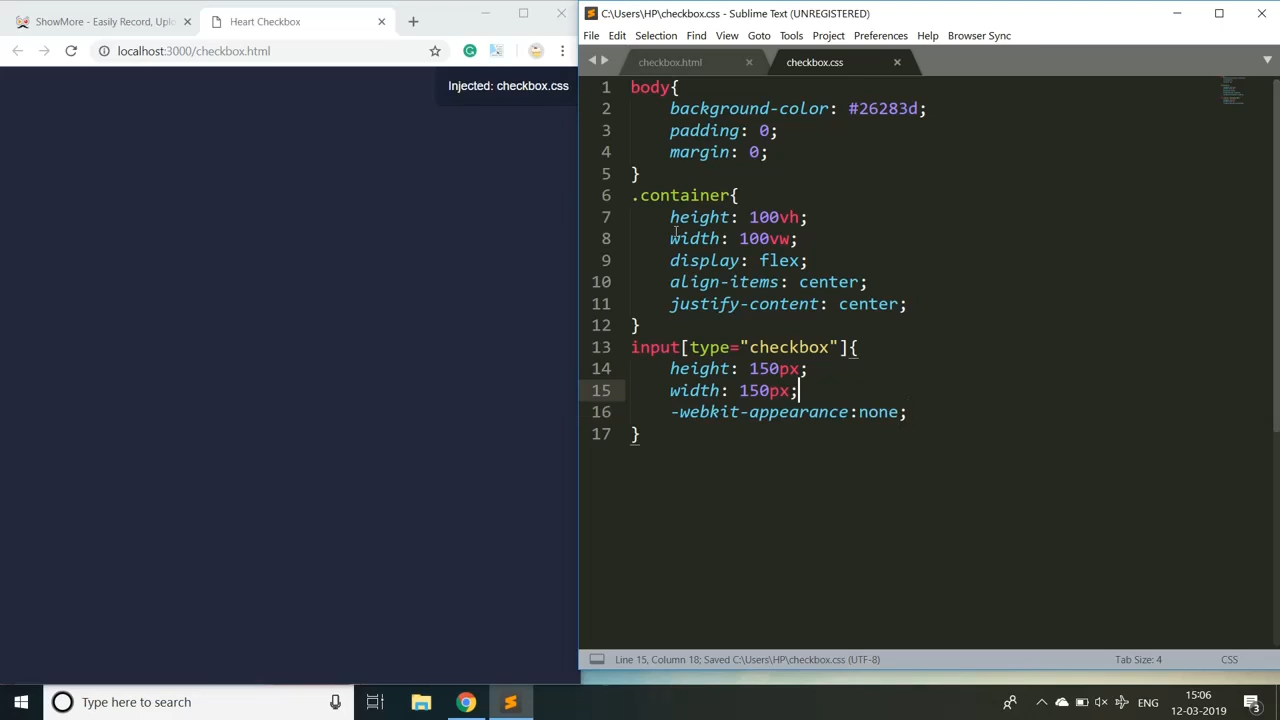 ShowMore - Easily Record, Uplo
Heart Checkbox
localhost:3000/checkbox.html
Injected: checkbox.css
C:\Users\HP\checkbox.css - Sublime Text (UNREGISTERED)
File Edit Selection Find View Goto Tools Project Preferences Help Browser Sync
checkbox.html
checkbox.css
1 body{
2 background-color: #26283d;
3 padding: 0;
4 margin: 0;
5 }
6 .container{
7 height: 100vh;
8 width: 100vw;
9 display: flex;
10 align-items: center;
11 justify-content: center;
12 }
13 input[type="checkbox"]{
14 height: 150px;
15 width: 150px;
16 -webkit-appearance:none;
17 }
Line 15, Column 18; Saved C:\Users\HP\checkbox.css (UTF-8)
Tab Size: 4
CSS
Type here to search
ENG
15:06
12-03-2019
3